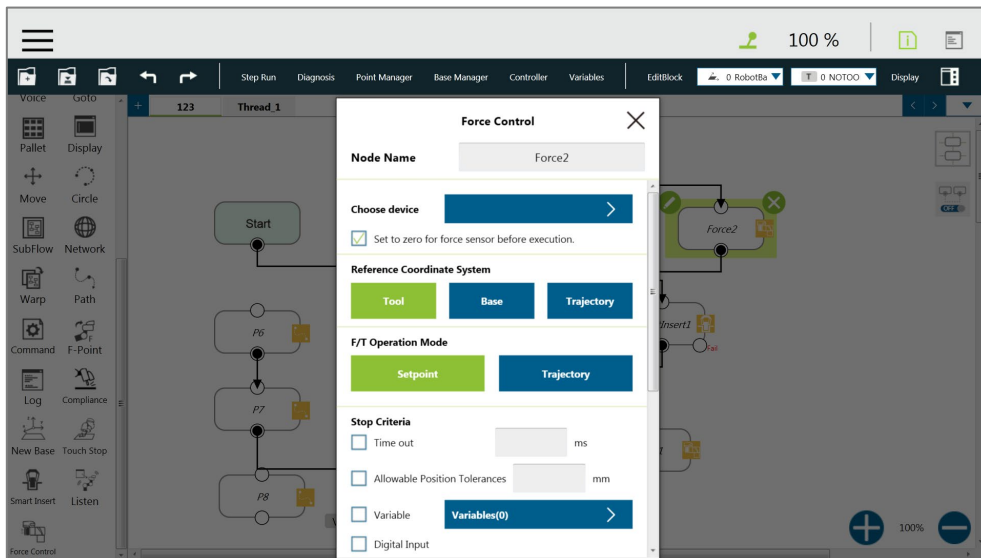 100 %
Step Run Diagnosis Point Manager Base Manager Controller Variables EditBlock 0 RobotBa T 0 NOTOO Display
Voice Goto
+ 123 Thread_1
Pallet Display
Move Circle
SubFlow Network
Warp Path
Command F-Point
Log Compliance
New Base Touch Stop
Smart Insert Listen
Force Control
Start
P6
P7
P8
Force Control
Node Name Force2
Choose device
Set to zero for force sensor before execution.
Reference Coordinate System
Tool Base Trajectory
F/T Operation Mode
Setpoint Trajectory
Stop Criteria
Time out ms
Allowable Position Tolerances mm
Variable Variables(0)
Digital Input
Force2
Insert1
Fail
OFF
100%